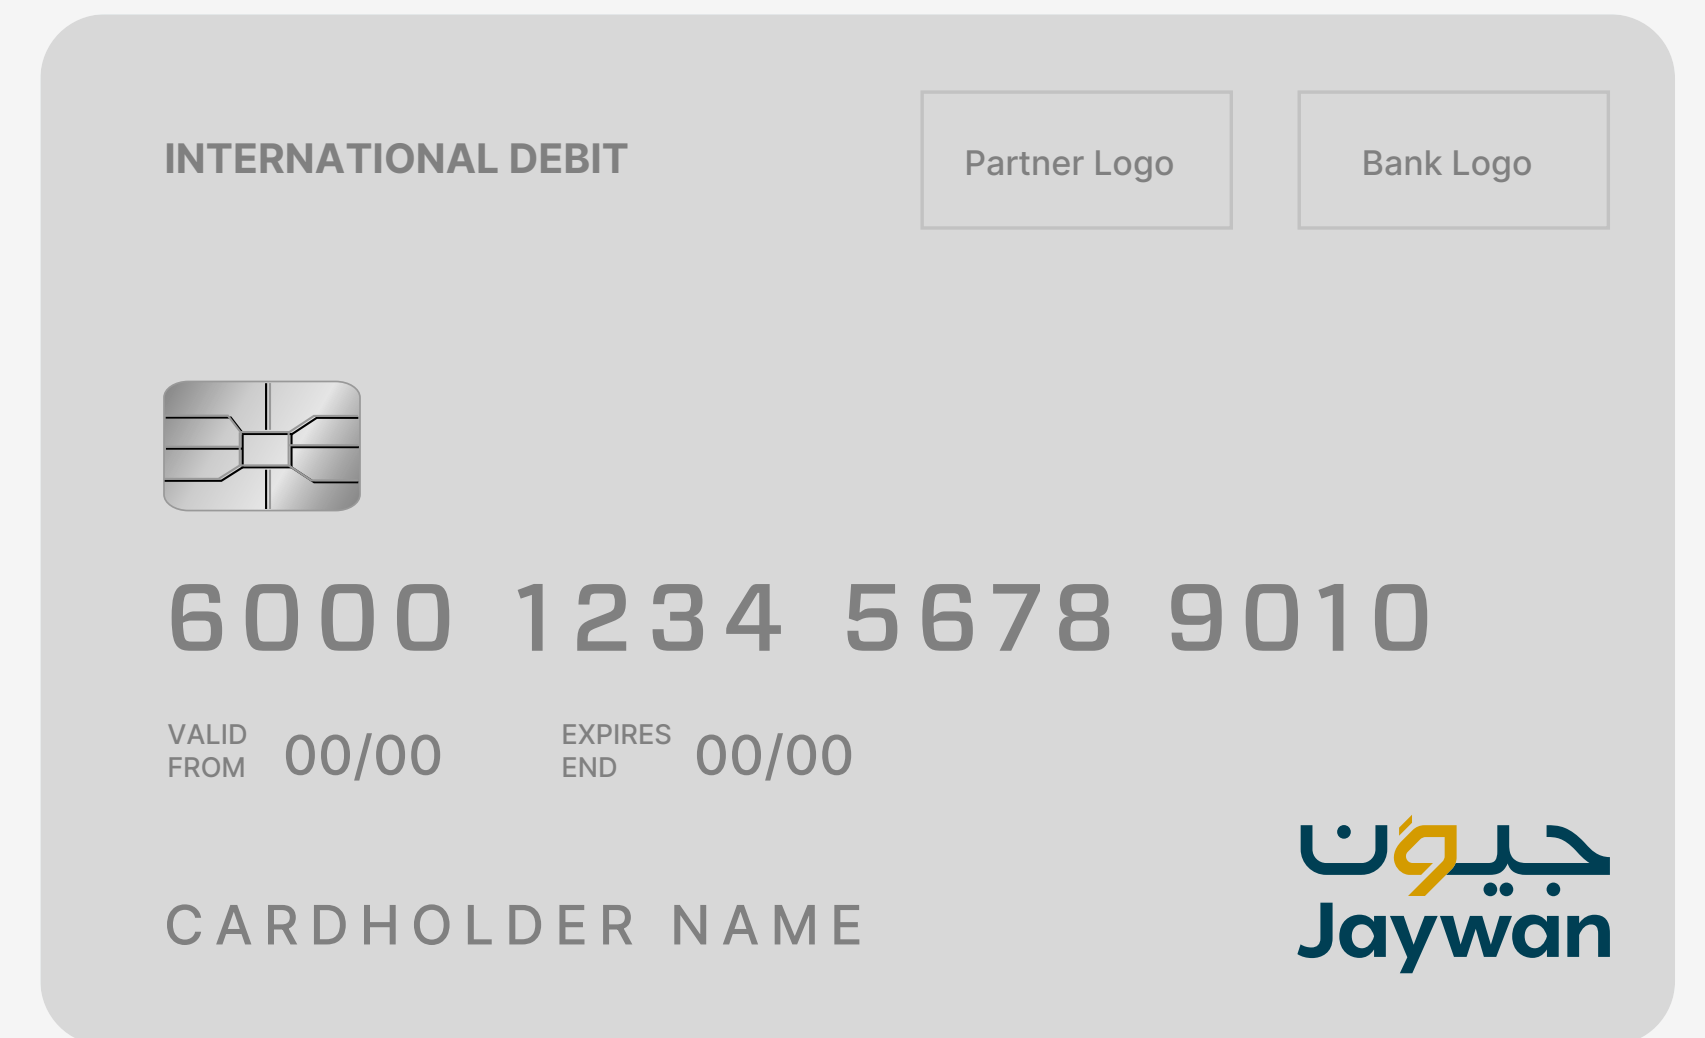 INTERNATIONAL DEBIT
Partner Logo
Bank Logo
6000 1234 5678 9010
VALID FROM 00/00
EXPIRES END 00/00
CARDHOLDER NAME
جيون
Jaywan